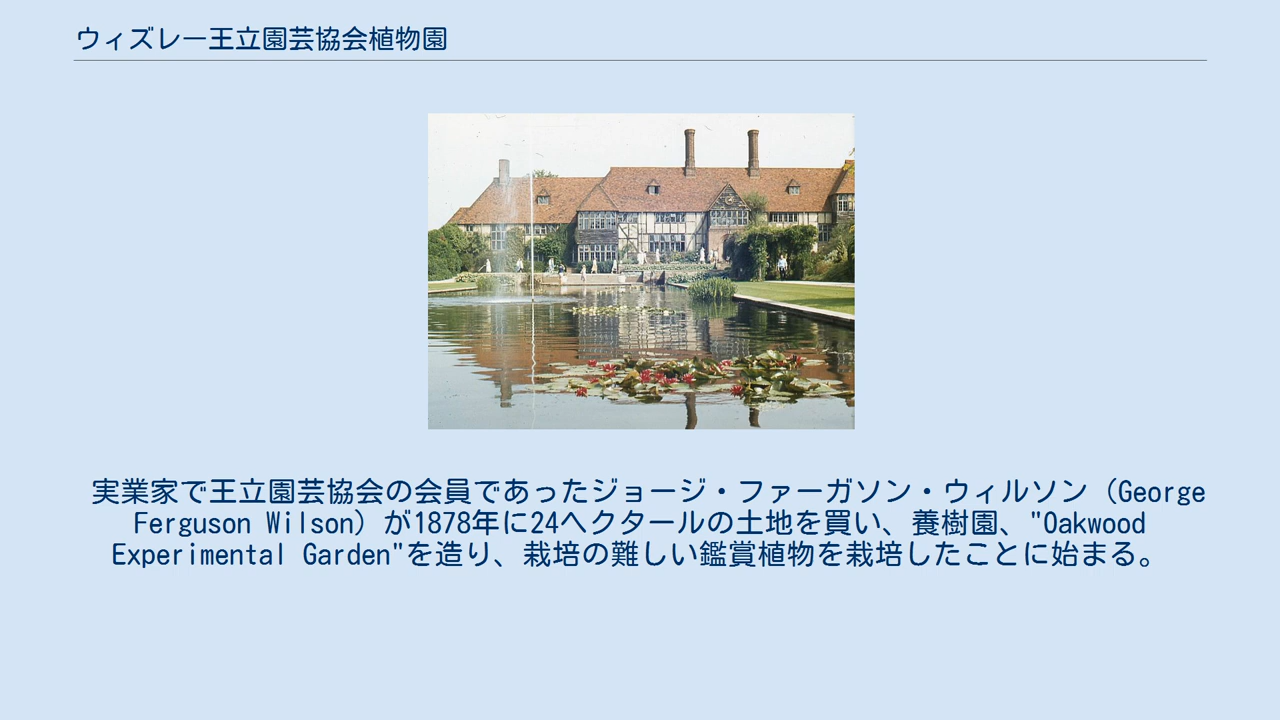 ウィズレー王立園芸協会植物園
実業家で王立園芸協会の会員であったジョージ・ファーガソン・ウィルソン（George
Ferguson Wilson）が1878年に24ヘクタールの土地を買い、養樹園、"Oakwood
Experimental Garden"を造り、栽培の難しい鑑賞植物を栽培したことに始まる。